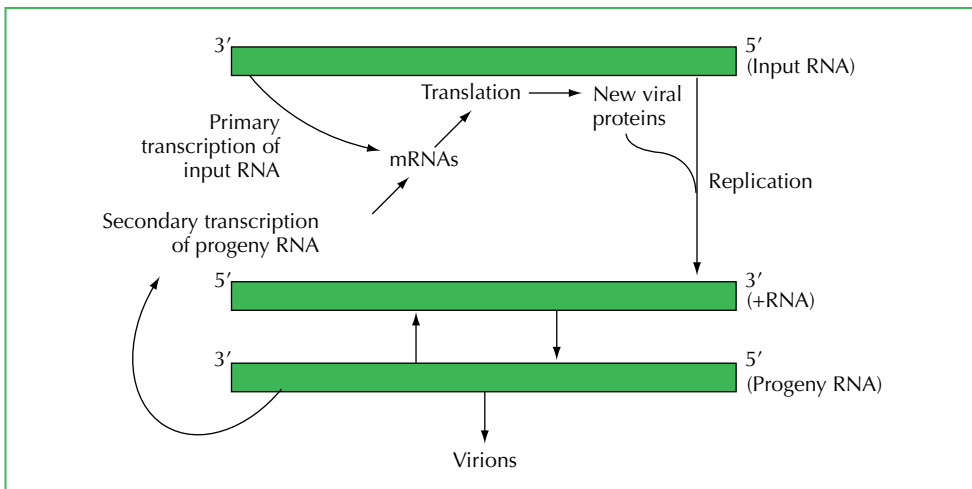 3′
5′
(Input RNA)
Translation
New viral
proteins
Primary
transcription of
input RNA
mRNAs
Replication
Secondary transcription
of progeny RNA
5′
3′
(+RNA)
3′
5′
(Progeny RNA)
Virions